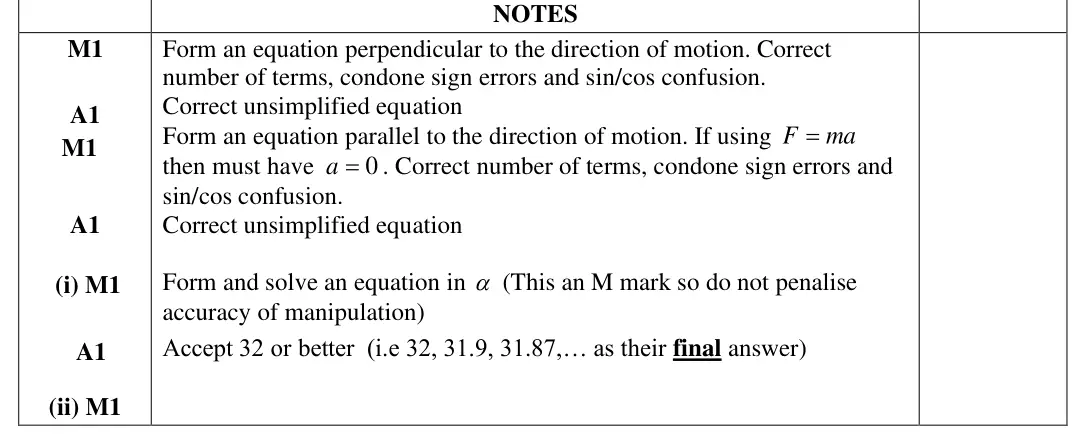 NOTES
M1 Form an equation perpendicular to the direction of motion. Correct
number of terms, condone sign errors and sin/cos confusion.
A1 Correct unsimplified equation
M1 Form an equation parallel to the direction of motion. If using F = ma
then must have a = 0 . Correct number of terms, condone sign errors and
sin/cos confusion.
A1 Correct unsimplified equation
(i) M1 Form and solve an equation in α (This an M mark so do not penalise
accuracy of manipulation)
A1 Accept 32 or better (i.e 32, 31.9, 31.87,… as their final answer)
(ii) M1